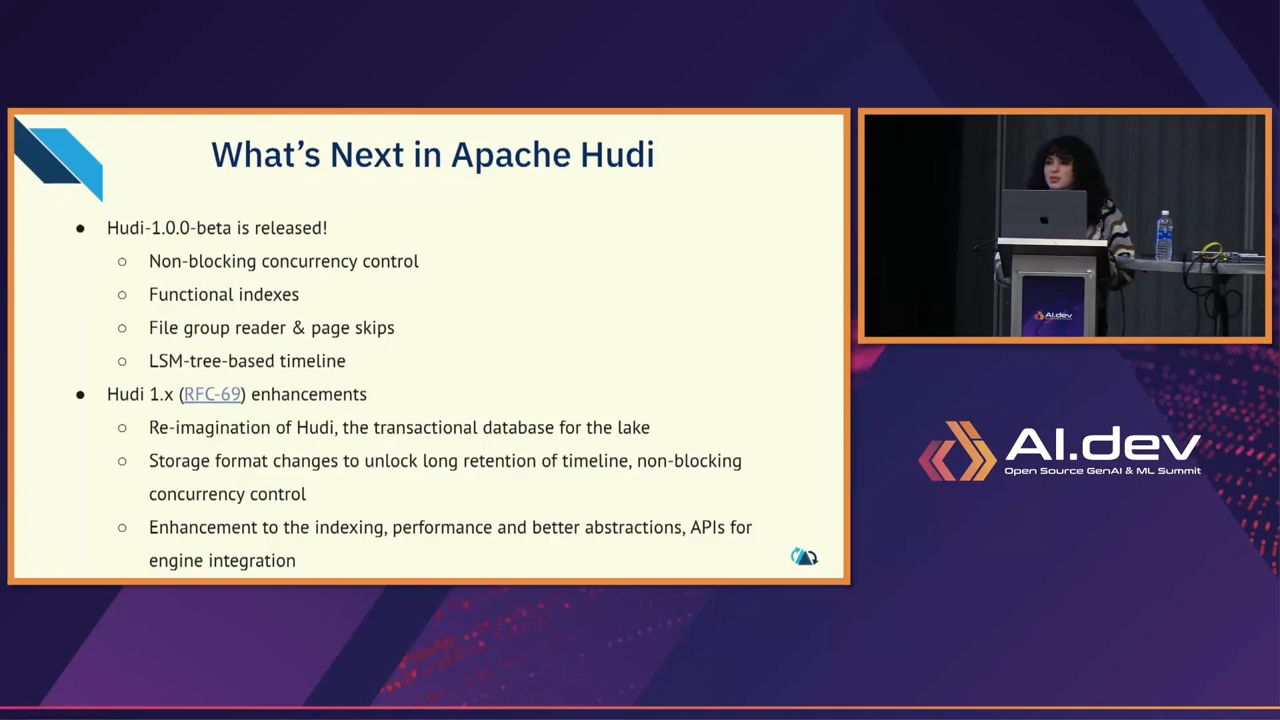 What's Next in Apache Hudi
● Hudi-1.0.0-beta is released!
○ Non-blocking concurrency control
○ Functional indexes
○ File group reader & page skips
○ LSM-tree-based timeline
● Hudi 1.x (RFC-69) enhancements
○ Re-imagination of Hudi, the transactional database for the lake
○ Storage format changes to unlock long retention of timeline, non-blocking
concurrency control
○ Enhancement to the indexing, performance and better abstractions, APIs for
engine integration
AI.dev
AI.dev
Open Source GenAI & ML Summit